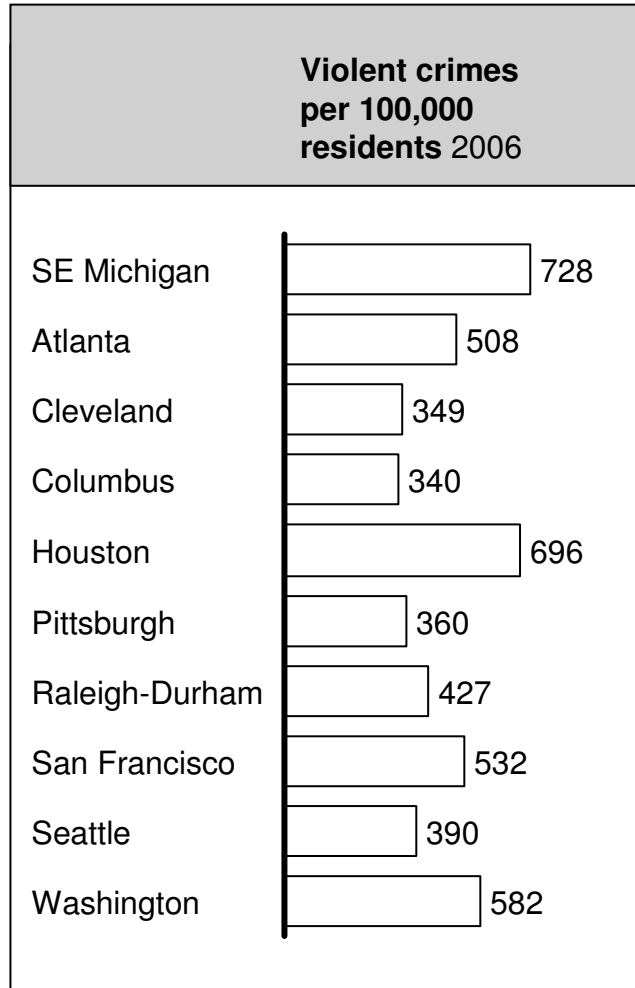 Violent crimes
per 100,000
residents 2006
SE Michigan 728
Atlanta 508
Cleveland 349
Columbus 340
Houston 696
Pittsburgh 360
Raleigh-Durham 427
San Francisco 532
Seattle 390
Washington 582